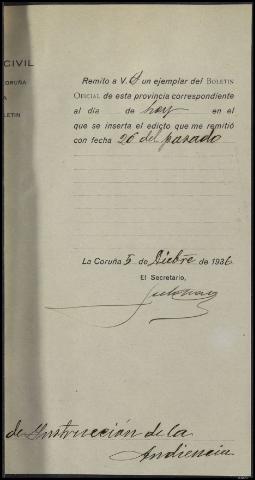 CIVIL
CORUÑA
A
LETIN
Remito a V. S un ejemplar del BOLETIN
OFICIAL de esta provincia correspondiente
al día de hoy en el
que se inserta el edicto que me remitió
con fecha 26 del pasado
La Coruña 5 de Dicbre de 1936
El Secretario,
de Instrucción de la
Audiencia